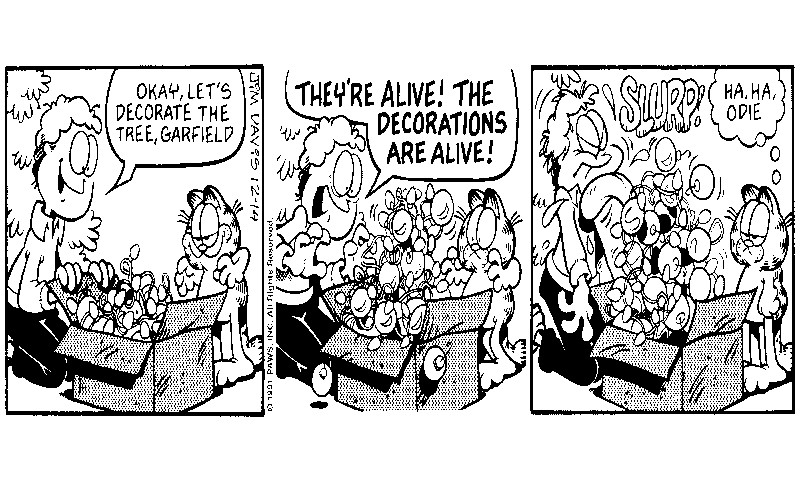 OKAY, LET'S
DECORATE THE
TREE, GARFIELD
JIM DAVIS 12-14
© 1991 PAWS, INC. All Rights Reserved.
THEY'RE ALIVE! THE
DECORATIONS
ARE ALIVE!
SLURP!
HA, HA,
ODIE